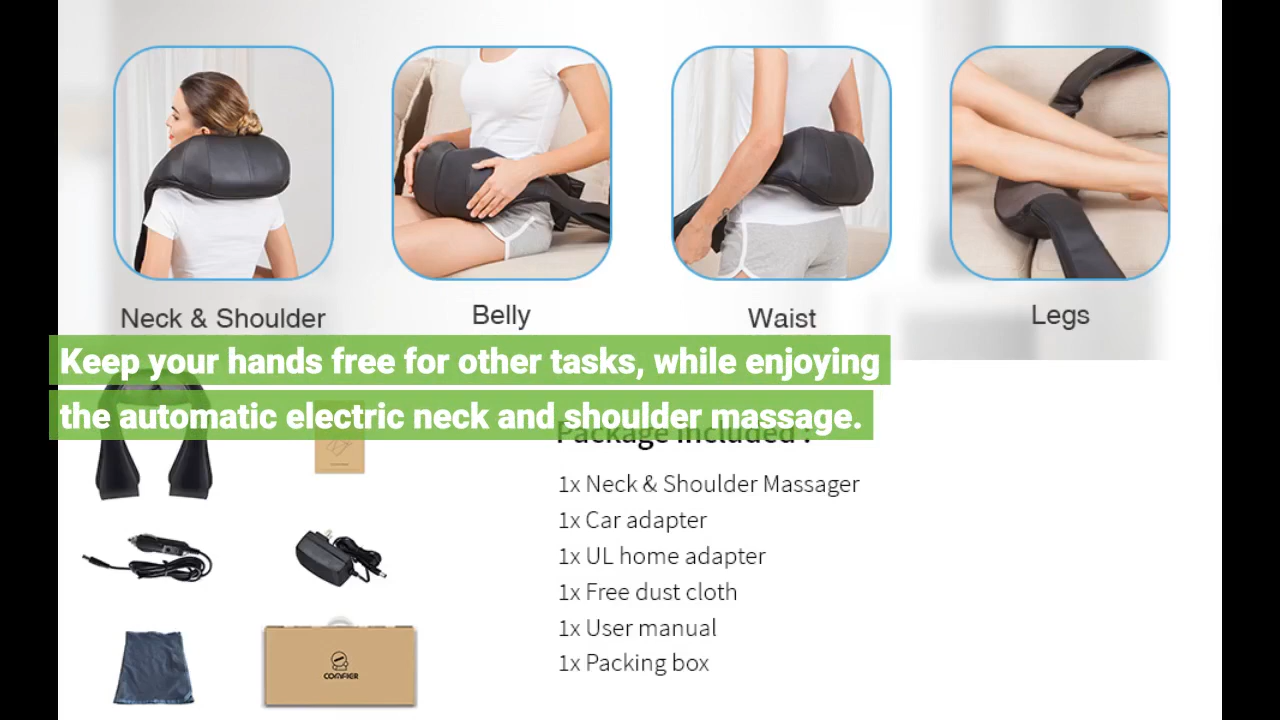 Neck & Shoulder
Belly
Waist
Legs
Keep your hands free for other tasks, while enjoying
the automatic electric neck and shoulder massage.
Package included :
1x Neck & Shoulder Massager
1x Car adapter
1x UL home adapter
1x Free dust cloth
1x User manual
1x Packing box
COMFIER